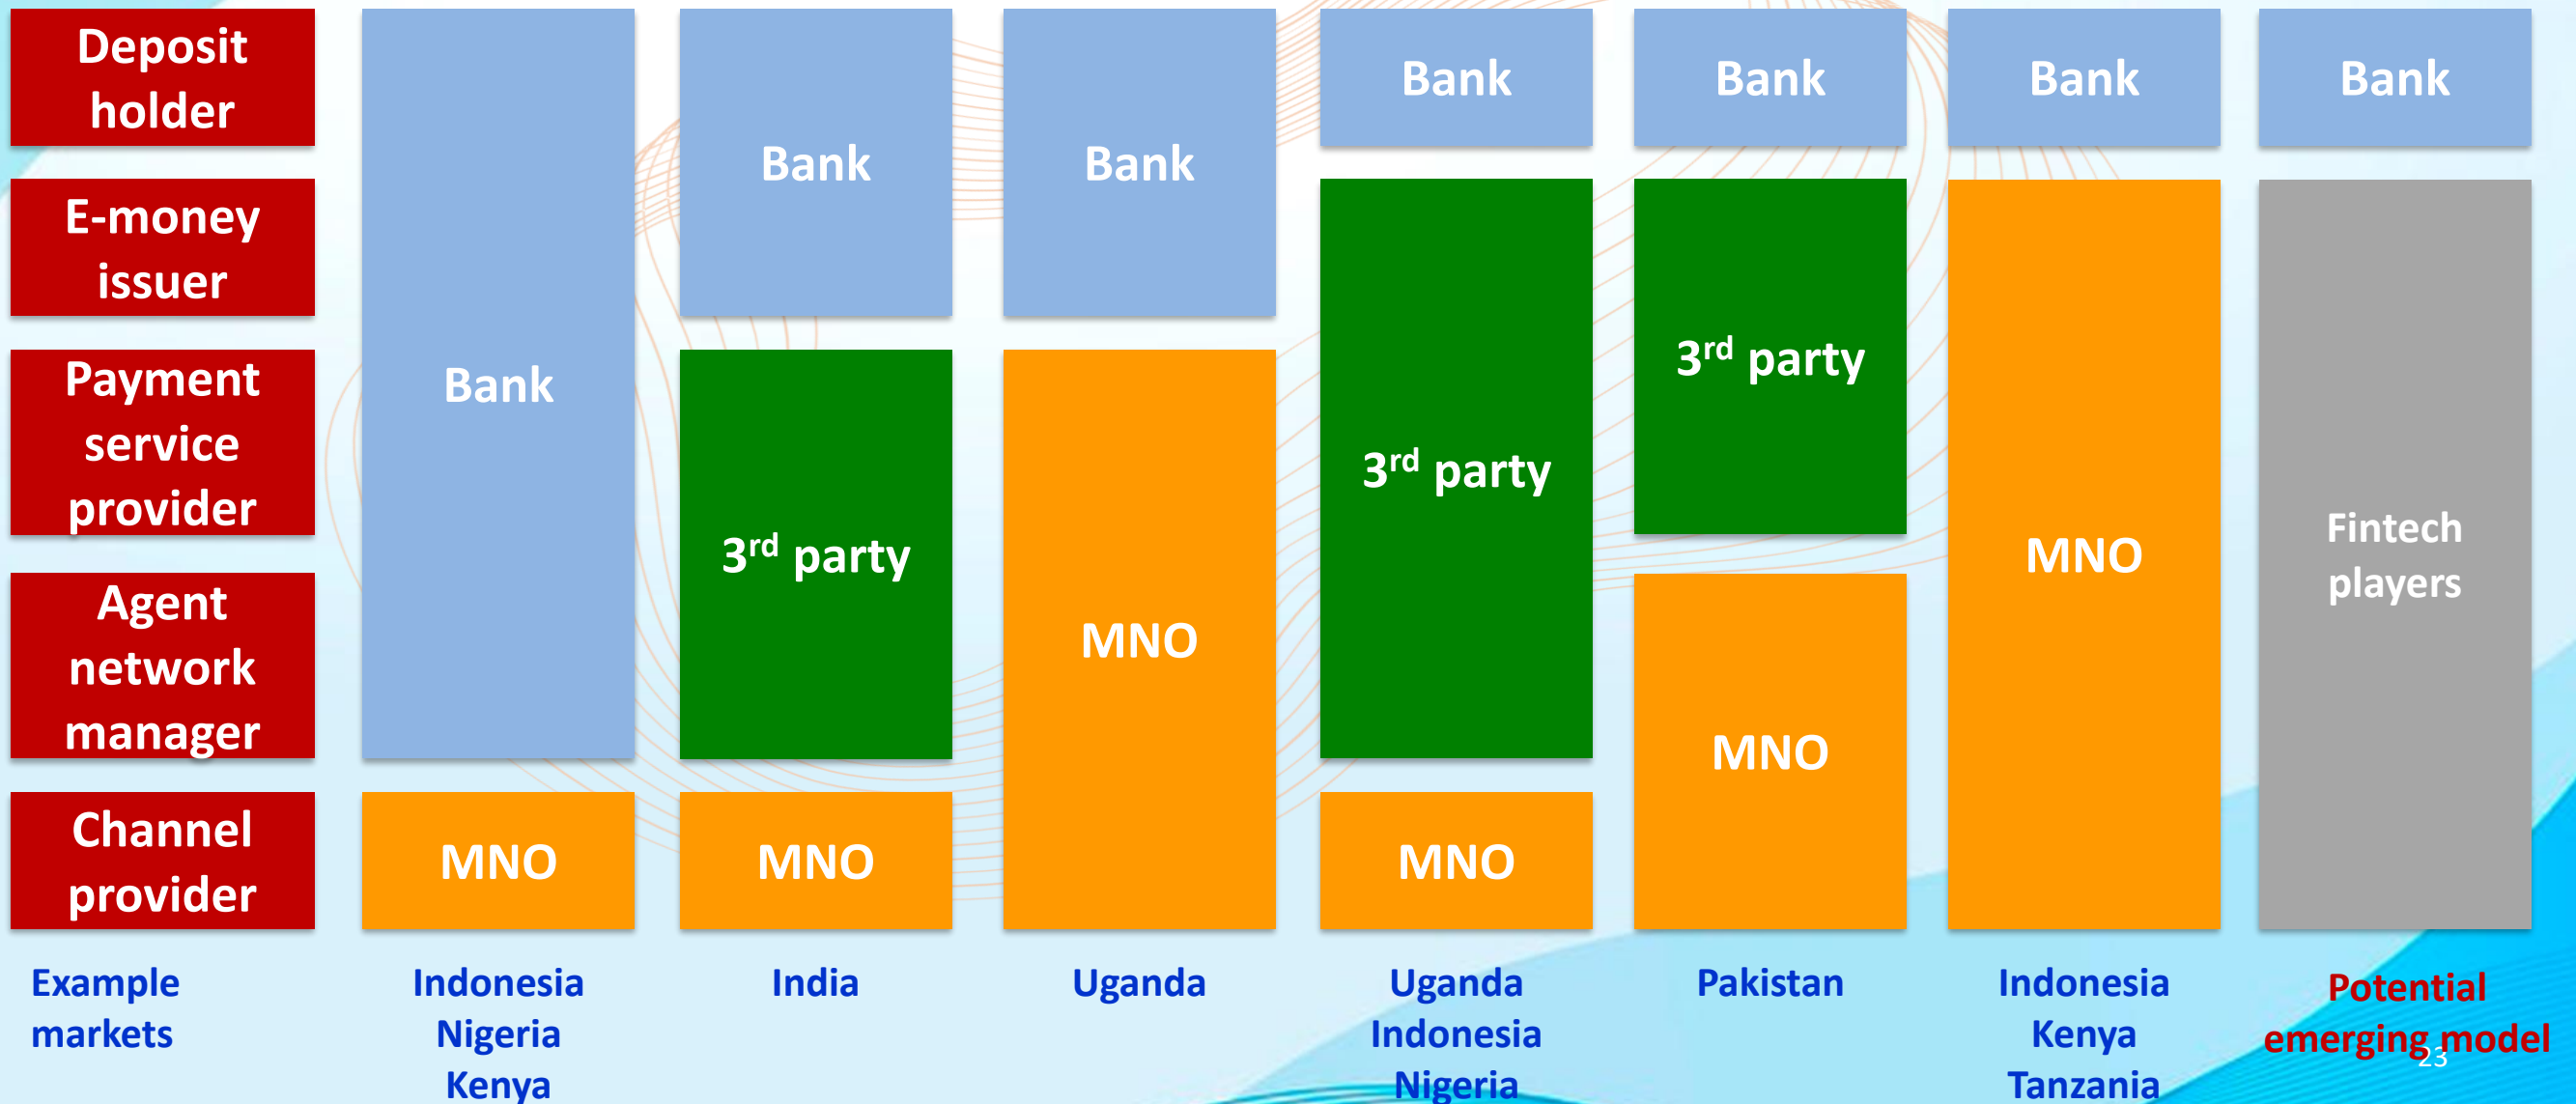 Deposit
holder
E-money
issuer
Payment
service
provider
Agent
network
manager
Channel
provider
Example
markets
Bank
MNO
Indonesia
Nigeria
Kenya
Bank
3rd party
MNO
India
Bank
MNO
Uganda
Bank
3rd party
MNO
Uganda
Indonesia
Nigeria
Bank
3rd party
MNO
Pakistan
Bank
MNO
Indonesia
Kenya
Tanzania
Bank
Fintech
players
Potential
emerging model
23